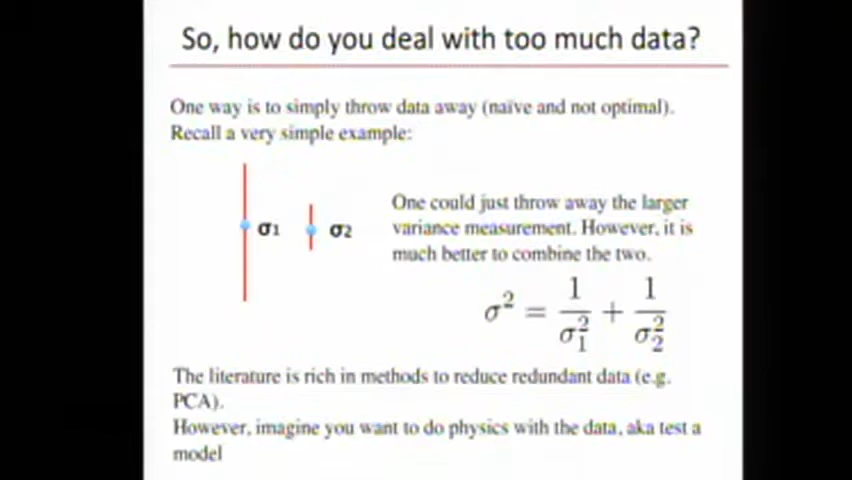 So, how do you deal with too much data?
One way is to simply throw data away (naive and not optimal).
Recall a very simple example:
σ1
σ2
One could just throw away the larger
variance measurement. However, it is
much better to combine the two.
σ² = 1/σ₁² + 1/σ₂²
The literature is rich in methods to reduce redundant data (e.g.
PCA).
However, imagine you want to do physics with the data, aka test a
model